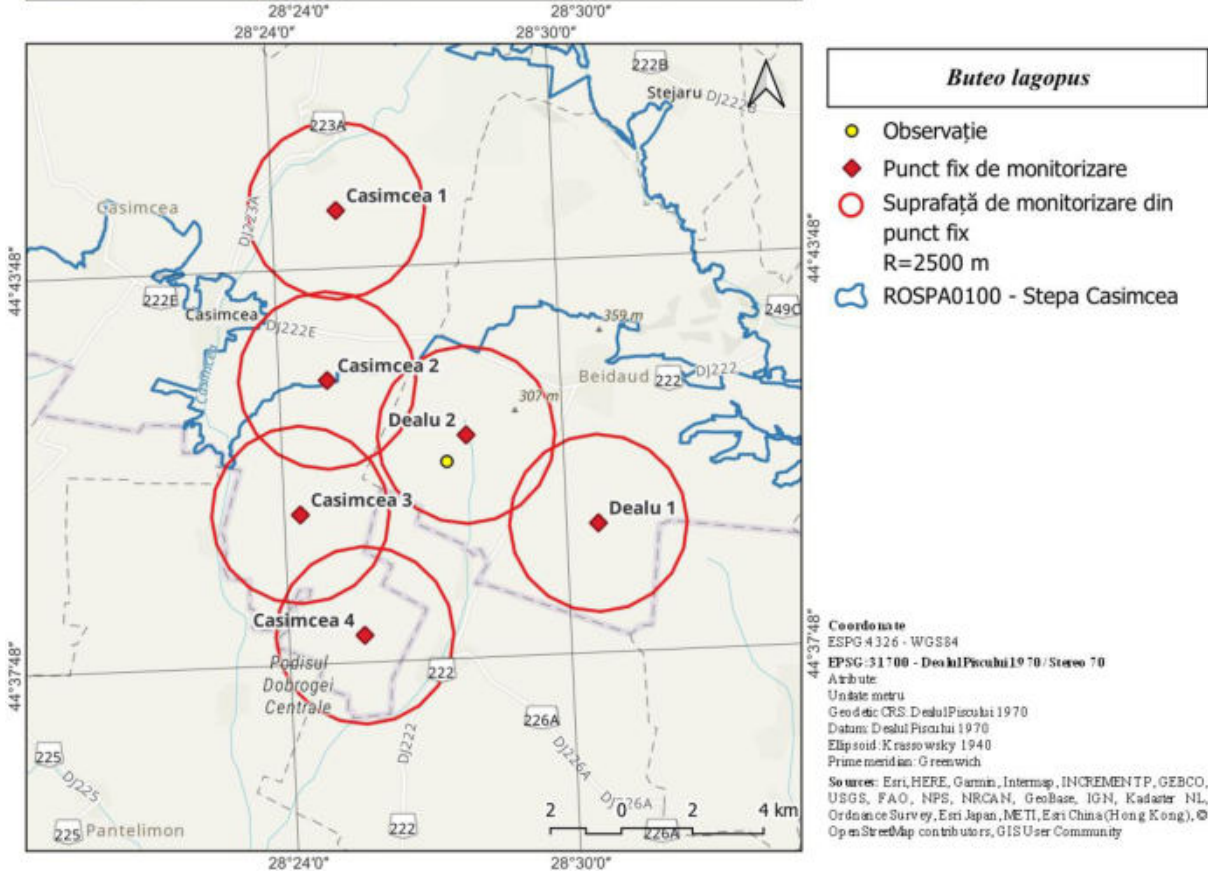 28°24'0"
28°30'0"
28°24'0"
28°30'0"
222B
Stejaru
DJ222B
223A
Casimcea 1
Casimcea
DJ223A
44°43'48"
44°43'48"
222E
Casimcea
DJ222E
359 m
249C
Casimcea
Casimcea 2
Beidaud
222
DJ222
307 m
Dealu 2
Casimcea 3
Dealu 1
Casimcea 4
44°37'48"
44°37'48"
Podisul
Dobrogei
Centrale
222
226A
225
DJ225
DJ222
DJ226A
2 0 2 4 km
DJ226A
225
Pantelimon
222
226A
28°24'0"
28°30'0"
Buteo lagopus
Observație
Punct fix de monitorizare
Suprafață de monitorizare din
punct fix
R=2500 m
ROSPA0100 - Stepa Casimcea
Coordonate
ESPG:4326 - WGS84
EPSG:31700 - DealulPiscului1970/Stereo 70
Atribute:
Unitate metru
Geodetic CRS: DealulPiscului 1970
Datum: Dealul Piscului 1970
Ellipsoid: Krassowsky 1940
Prime meridian: Greenwich
Sources: Esri, HERE, Garmin, Intermap, INCREMENT P, GEBCO,
USGS, FAO, NPS, NRCAN, GeoBase, IGN, Kadaster NL,
Ordnance Survey, Esri Japan, METI, Esri China (Hong Kong), ©
OpenStreetMap contributors, GIS User Community